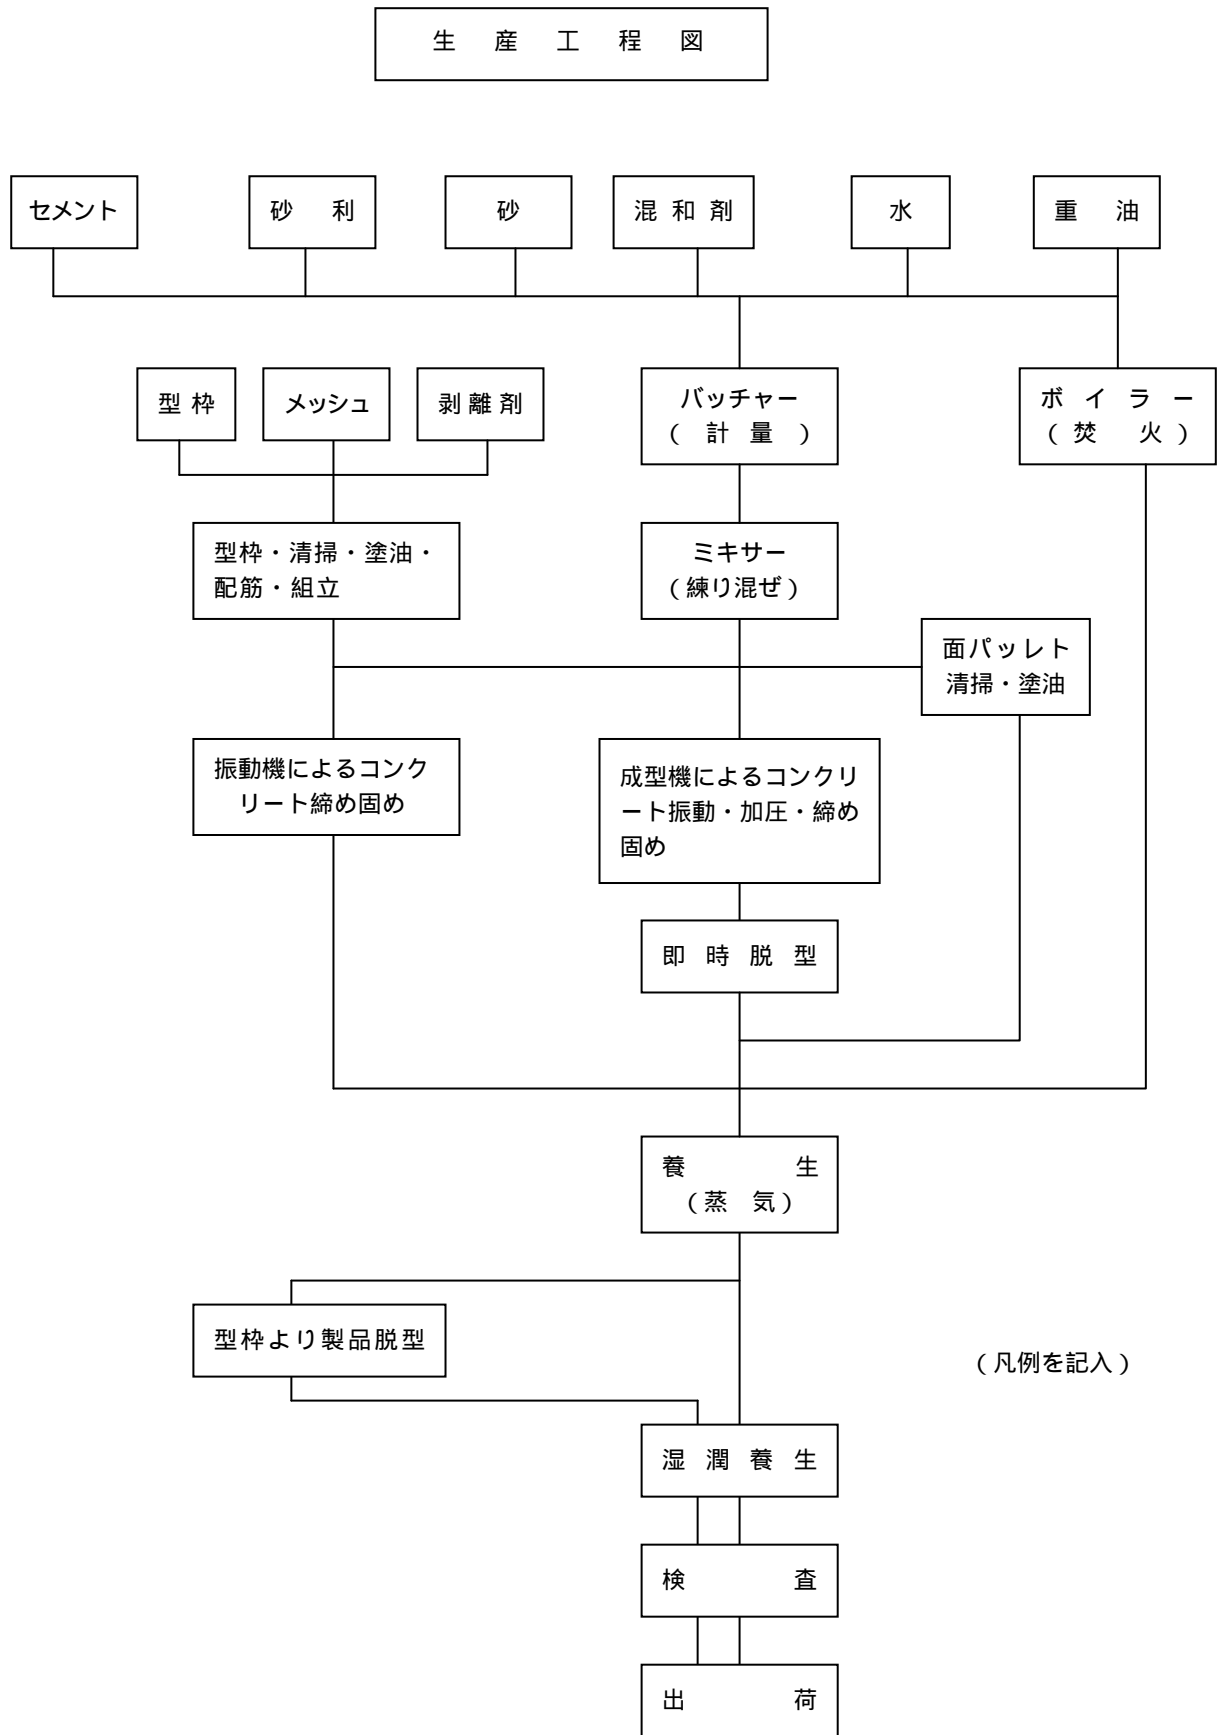 生産工程図
セメント
砂利
砂
混和剤
水
重油
型枠
メッシュ
剥離剤
バッチャー
(計量)
ボイラー
(焚火)
型枠・清掃・塗油・
配筋・組立
ミキサー
(練り混ぜ)
面パッレト
清掃・塗油
振動機によるコンク
リート締め固め
成型機によるコンクリ
ート振動・加圧・締め
固め
即時脱型
養生
(蒸気)
型枠より製品脱型
(凡例を記入)
湿潤養生
検査
出荷